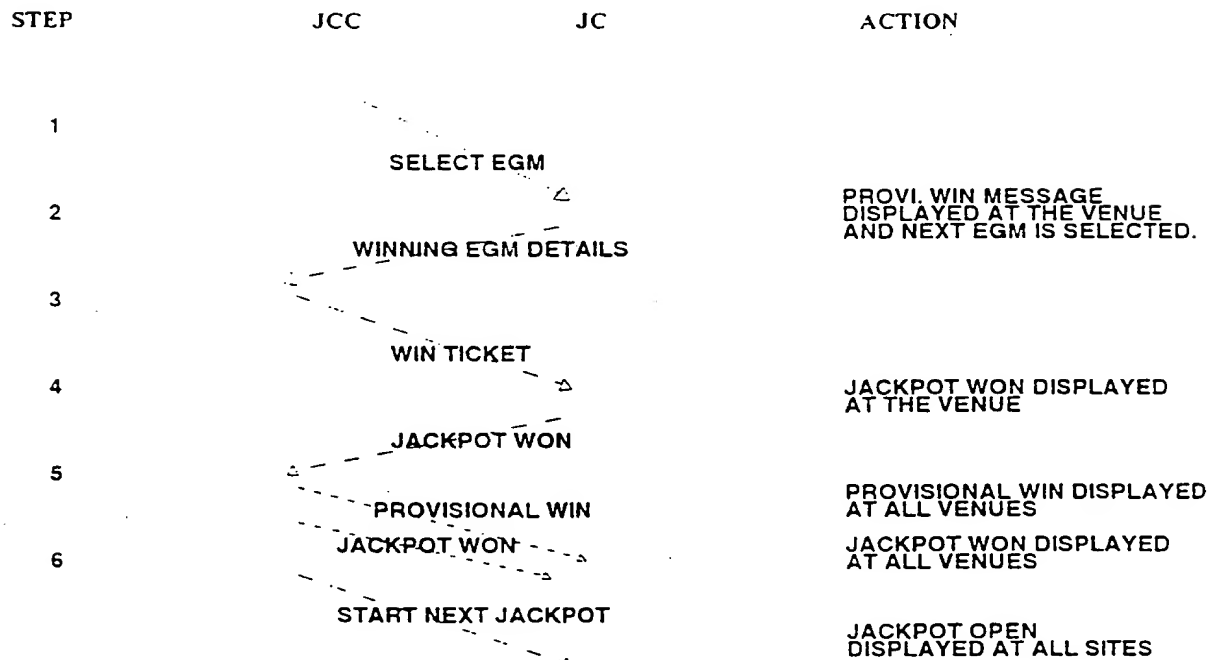 STEP JCC JC ACTION
1
SELECT EGM
2
PROVI. WIN MESSAGE
DISPLAYED AT THE VENUE
AND NEXT EGM IS SELECTED.
WINNING EGM DETAILS
3
WIN TICKET
4
JACKPOT WON DISPLAYED
AT THE VENUE
JACKPOT WON
5
PROVISIONAL WIN
PROVISIONAL WIN DISPLAYED
AT ALL VENUES
JACKPOT WON
JACKPOT WON DISPLAYED
AT ALL VENUES
6
START NEXT JACKPOT
JACKPOT OPEN
DISPLAYED AT ALL SITES